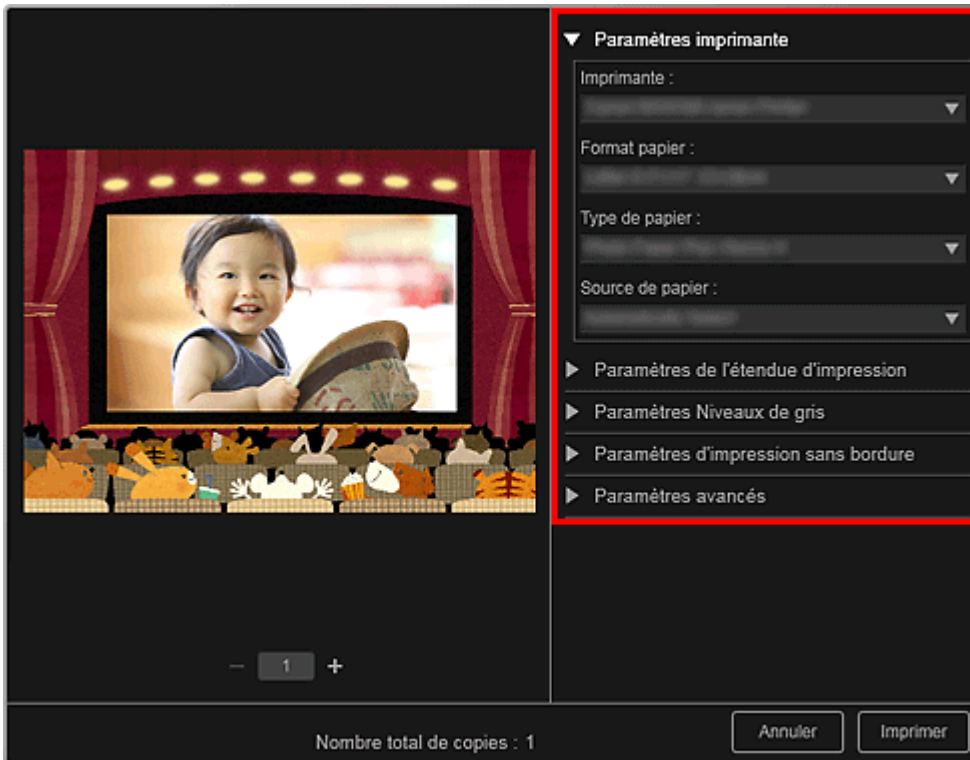 Paramètres imprimante
Imprimante :
Format papier :
Type de papier :
Source de papier :
Paramètres de l'étendue d'impression
Paramètres Niveaux de gris
Paramètres d'impression sans bordure
Paramètres avancés
1
Nombre total de copies : 1
Annuler
Imprimer